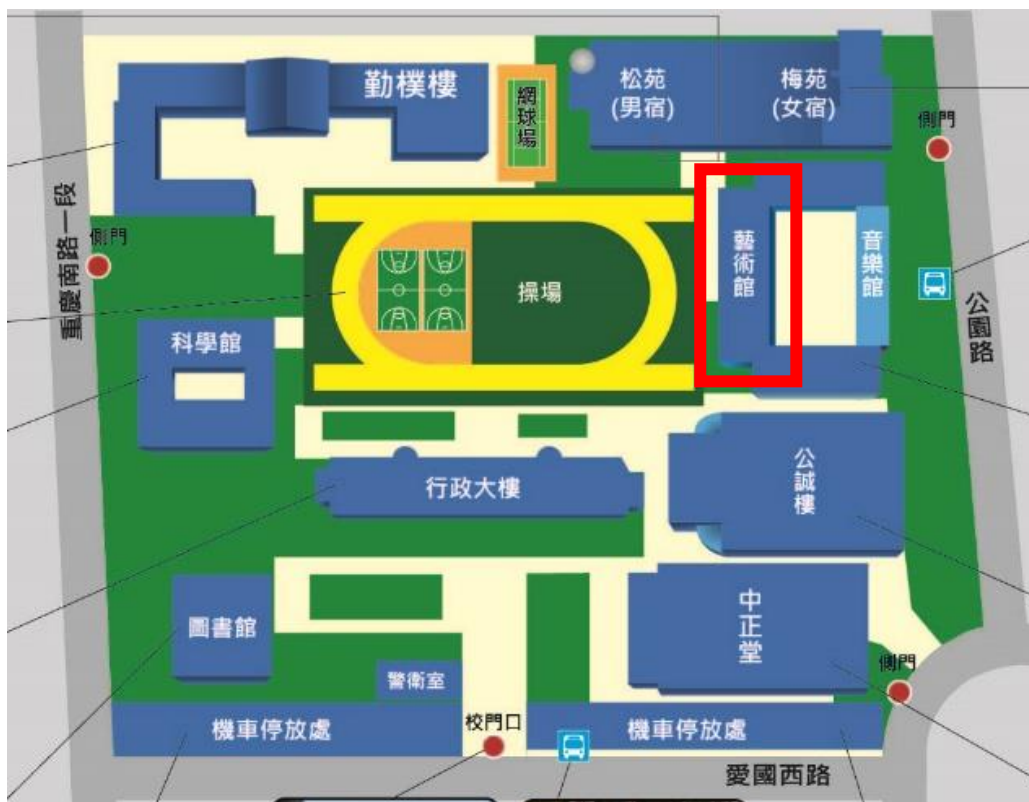 勤樸樓
網球場
松苑
(男宿)
梅苑
(女宿)
側門
重慶南路一段
側門
操場
藝術館
音樂館
公園路
科學館
行政大樓
公誠樓
圖書館
中正堂
警衛室
側門
機車停放處
校門口
機車停放處
愛國西路